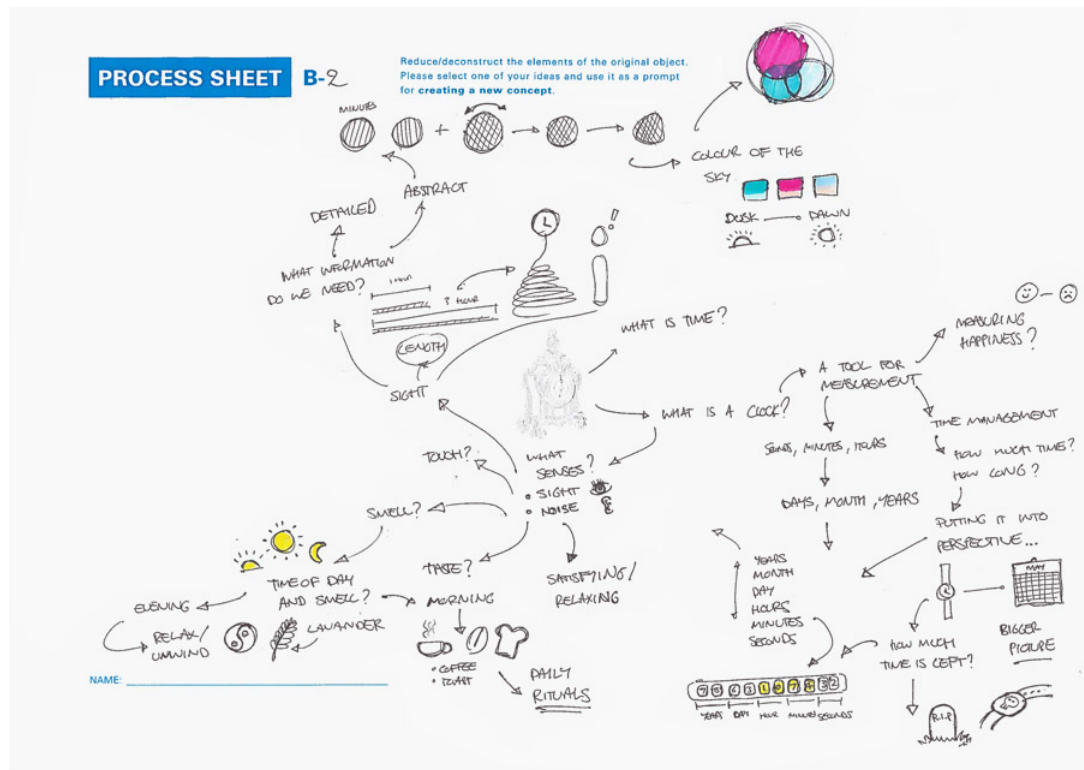 PROCESS SHEET B-2
Reduce/deconstruct the elements of the original object.
Please select one of your ideas and use it as a prompt
for creating a new concept.
MINUTES
COLOUR OF THE
SKY
DUSK
DAWN
ABSTRACT
DETAILED
WHAT INFORMATION
DO WE NEED?
1 HOUR
HOUR
LENGTH
SIGHT
WHAT IS TIME?
WHAT IS A CLOCK?
A TOOL FOR
MEASUREMENT
MEASURING
HAPPINESS?
TIME MANAGEMENT
HOW MUCH TIME?
HOW LONG?
PUTTING IT INTO
PERSPECTIVE...
MAY
BIGGER
PICTURE
HOW MUCH
TIME IS LEFT?
R.I.P
MINUTES, HOURS
DAYS, MONTH, YEARS
YEARS
MONTH
DAY
HOURS
MINUTES
SECONDS
YEARS DAY HOUR MINUTES SECONDS
WHAT
SENSES?
• SIGHT
• NOISE
TOUCH?
SMELL?
TASTE?
SATISFYING/
RELAXING
TIME OF DAY
AND SMELL?
EVENING
RELAX/
UNWIND
LAVANDER
MORNING
• COFFEE
• TOAST
DAILY
RITUALS
NAME: